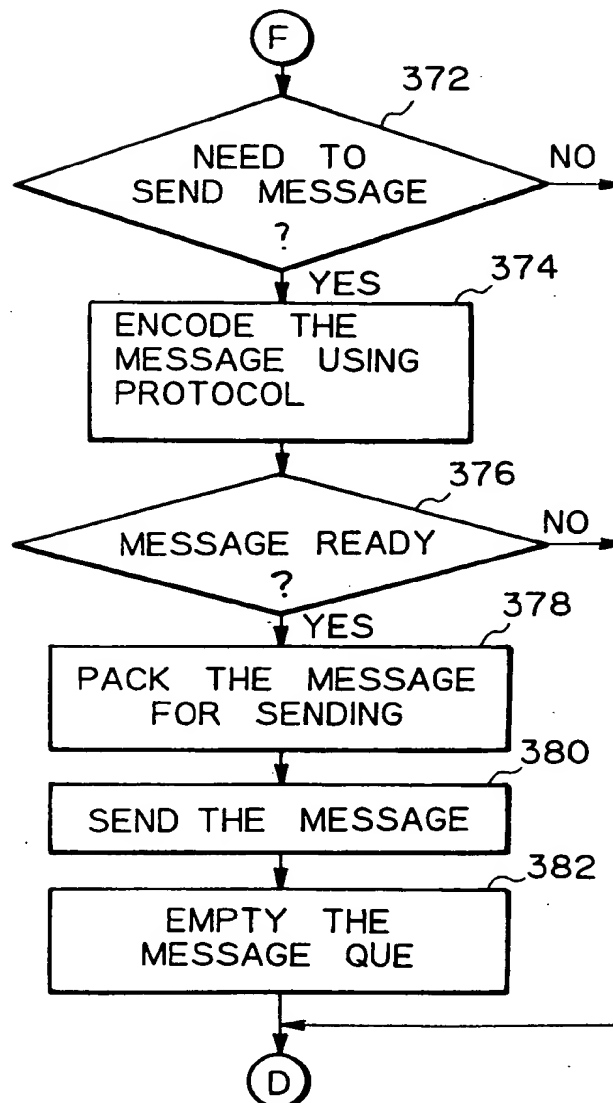 F
372
NEED TO
SEND MESSAGE
?
NO
YES
374
ENCODE THE
MESSAGE USING
PROTOCOL
376
MESSAGE READY
?
NO
YES
378
PACK THE MESSAGE
FOR SENDING
380
SEND THE MESSAGE
382
EMPTY THE
MESSAGE QUE
D